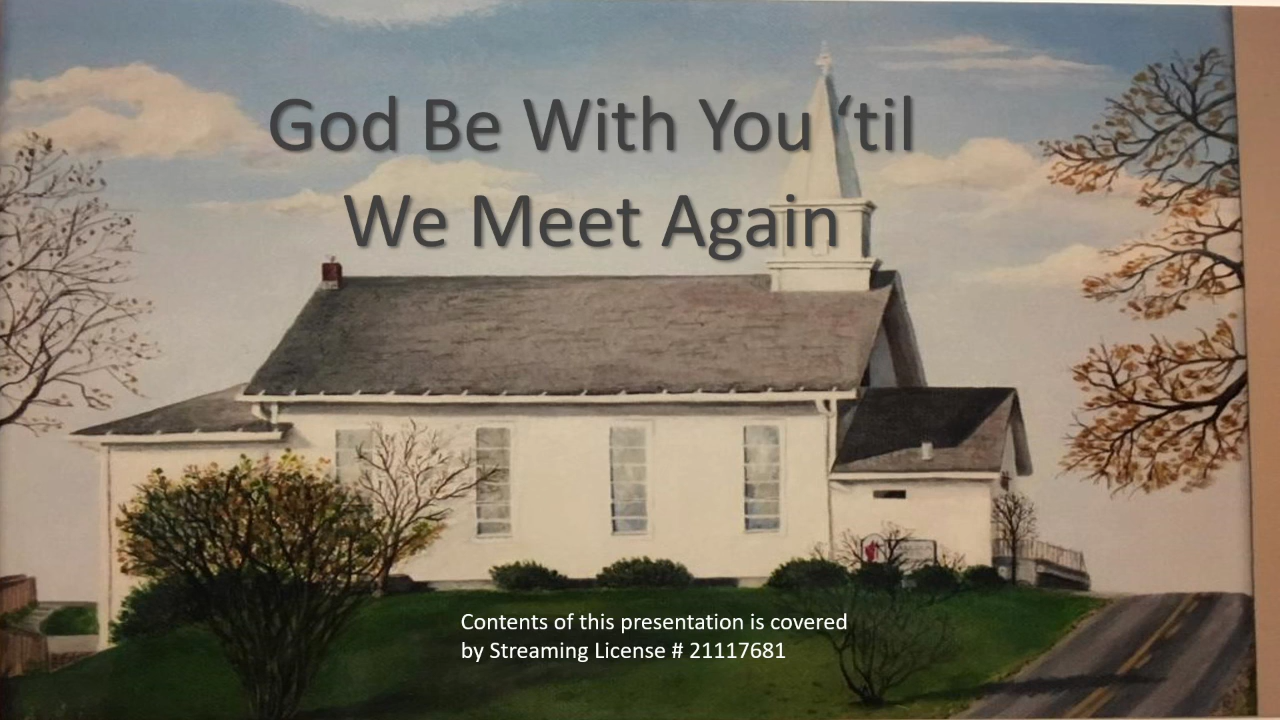 God Be With You ‘til
We Meet Again
Contents of this presentation is covered
by Streaming License # 21117681